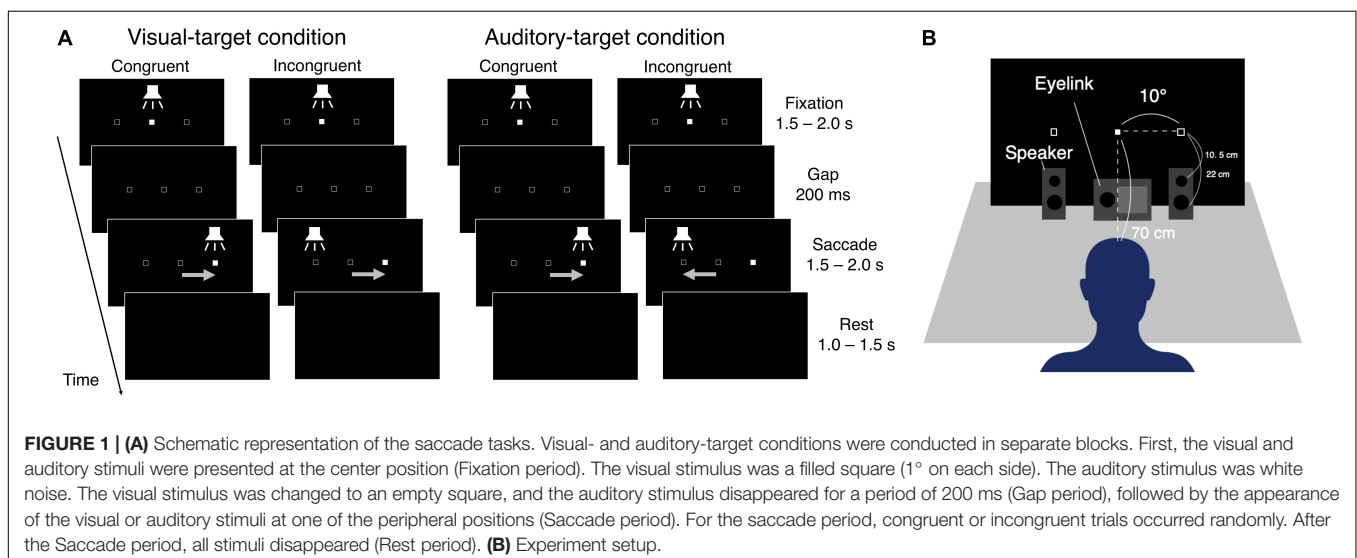 A
Visual-target condition
Auditory-target condition
Congruent
Incongruent
Congruent
Incongruent
Fixation
1.5 – 2.0 s
Gap
200 ms
Saccade
1.5 – 2.0 s
Rest
1.0 – 1.5 s
Time
B
Eyelink
10°
Speaker
10. 5 cm
22 cm
70 cm
FIGURE 1 | (A) Schematic representation of the saccade tasks. Visual- and auditory-target conditions were conducted in separate blocks. First, the visual and
auditory stimuli were presented at the center position (Fixation period). The visual stimulus was a filled square (1° on each side). The auditory stimulus was white
noise. The visual stimulus was changed to an empty square, and the auditory stimulus disappeared for a period of 200 ms (Gap period), followed by the appearance
of the visual or auditory stimuli at one of the peripheral positions (Saccade period). For the saccade period, congruent or incongruent trials occurred randomly. After
the Saccade period, all stimuli disappeared (Rest period). (B) Experiment setup.